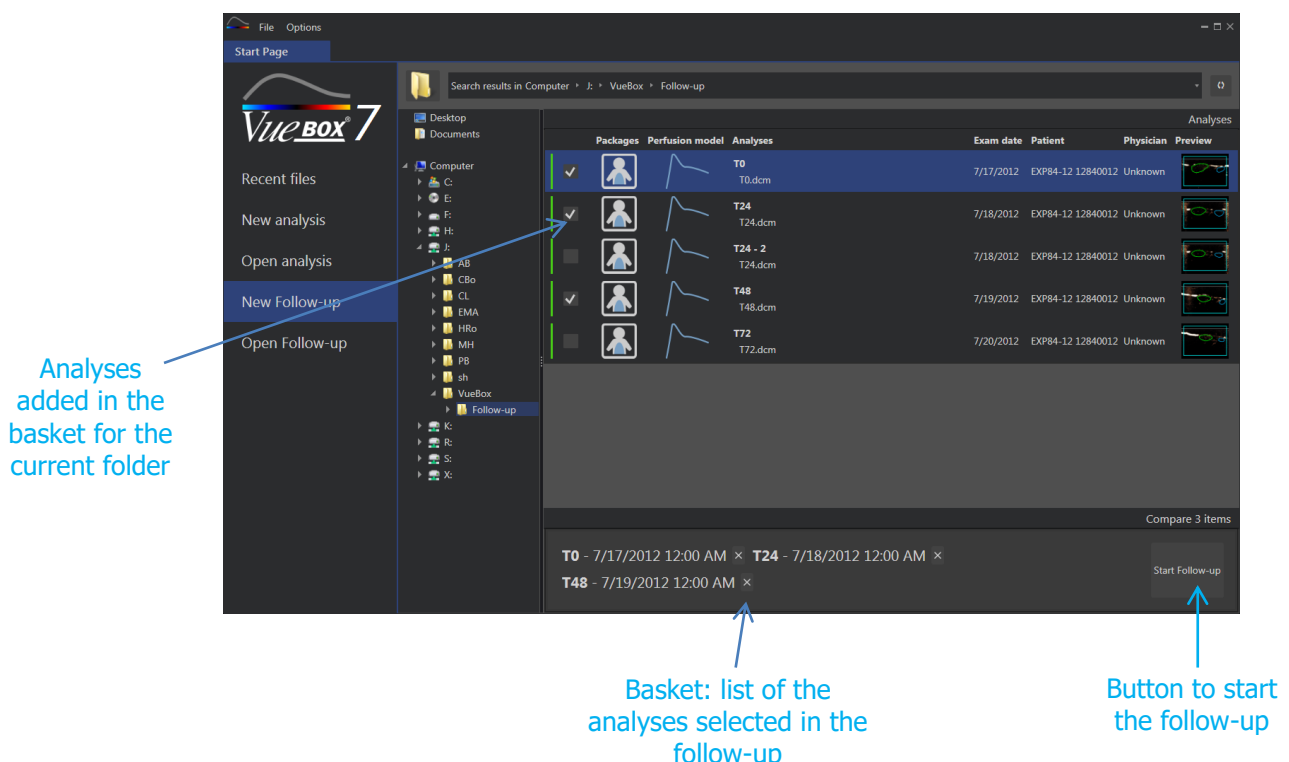 File Options
Start Page
VUEBOX® 7
Search results in Computer J: VueBox Follow-up
Recent files
New analysis
Open analysis
New Follow-up
Open Follow-up
Desktop
Documents
Computer
C:
E:
F:
H:
J:
AB
CBo
CL
EMA
HRo
MH
PB
sh
VueBox
Follow-up
K:
R:
S:
X:
Analyses
Packages Perfusion model Analyses Exam date Patient Physician Preview
T0
T0.dcm
7/17/2012 EXP84-12 12840012 Unknown
T24
T24.dcm
7/18/2012 EXP84-12 12840012 Unknown
T24 - 2
T24.dcm
7/18/2012 EXP84-12 12840012 Unknown
T48
T48.dcm
7/19/2012 EXP84-12 12840012 Unknown
T72
T72.dcm
7/20/2012 EXP84-12 12840012 Unknown
Compare 3 items
T0 - 7/17/2012 12:00 AM × T24 - 7/18/2012 12:00 AM ×
T48 - 7/19/2012 12:00 AM ×
Start Follow-up
Analyses
added in the
basket for the
current folder
Basket: list of the
analyses selected in the
follow-up
Button to start
the follow-up